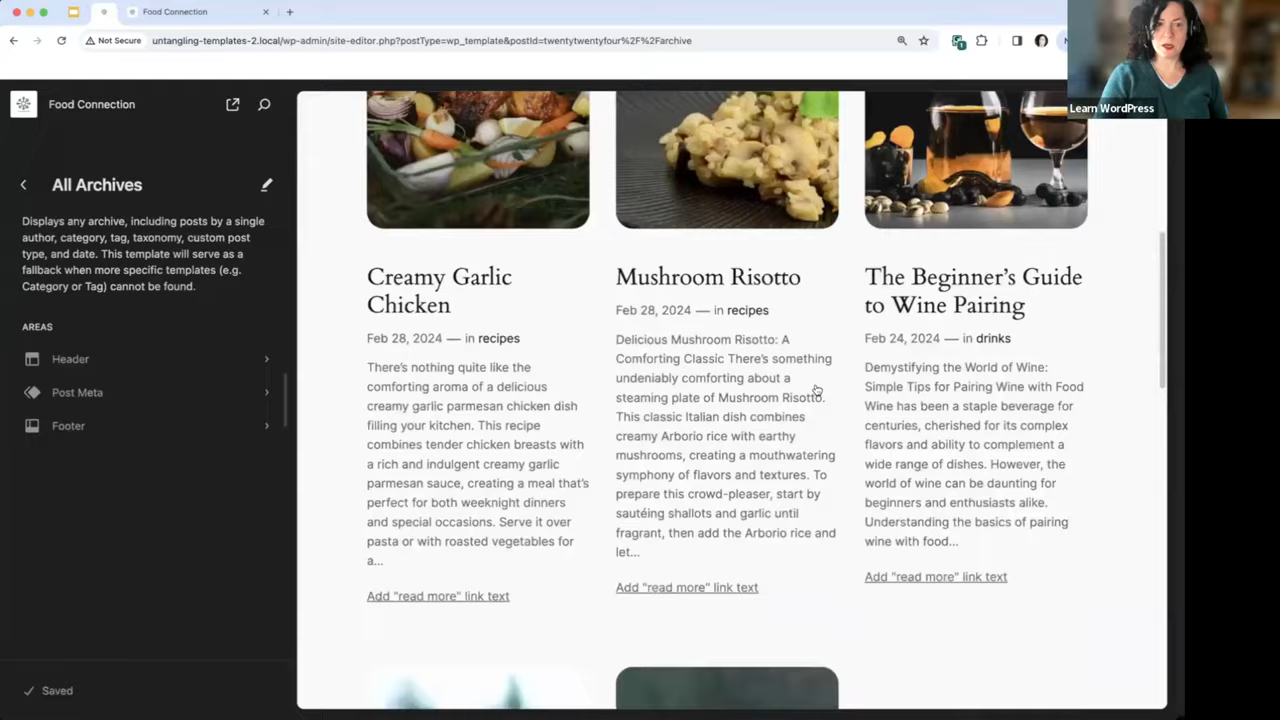 Food Connection
Not Secure
untangling-templates-2.local/wp-admin/site-editor.php?postType=wp_template&postId=twentytwentyfour%2F%2Farchive
Learn WordPress
Food Connection
All Archives
Displays any archive, including posts by a single
author, category, tag, taxonomy, custom post
type, and date. This template will serve as a
fallback when more specific templates (e.g.
Category or Tag) cannot be found.
AREAS
Header
Post Meta
Footer
Saved
Creamy Garlic
Chicken
Feb 28, 2024 — in recipes
There's nothing quite like the
comforting aroma of a delicious
creamy garlic parmesan chicken dish
filling your kitchen. This recipe
combines tender chicken breasts with
a rich and indulgent creamy garlic
parmesan sauce, creating a meal that's
perfect for both weeknight dinners
and special occasions. Serve it over
pasta or with roasted vegetables for
a...
Add "read more" link text
Mushroom Risotto
Feb 28, 2024 — in recipes
Delicious Mushroom Risotto: A
Comforting Classic There's something
undeniably comforting about a
steaming plate of Mushroom Risotto.
This classic Italian dish combines
creamy Arborio rice with earthy
mushrooms, creating a mouthwatering
symphony of flavors and textures. To
prepare this crowd-pleaser, start by
sautéing shallots and garlic until
fragrant, then add the Arborio rice and
let...
Add "read more" link text
The Beginner's Guide
to Wine Pairing
Feb 24, 2024 — in drinks
Demystifying the World of Wine:
Simple Tips for Pairing Wine with Food
Wine has been a staple beverage for
centuries, cherished for its complex
flavors and ability to complement a
wide range of dishes. However, the
world of wine can be daunting for
beginners and enthusiasts alike.
Understanding the basics of pairing
wine with food...
Add "read more" link text